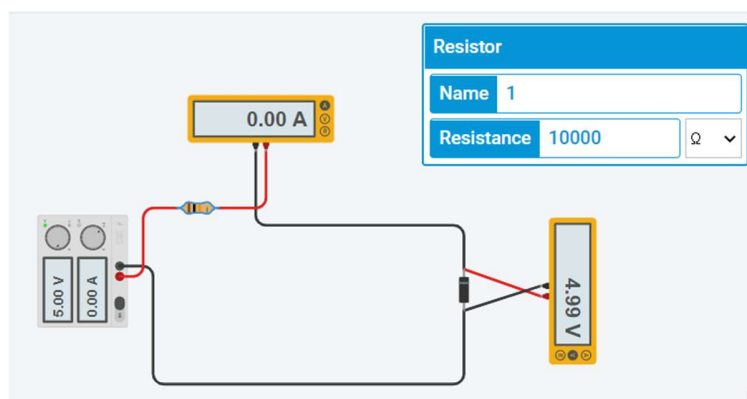 Resistor
Name 1
Resistance 10000 Ω
0.00 A
A
V
R
5.00 V
0.00 A
4.99 V
A
V
R